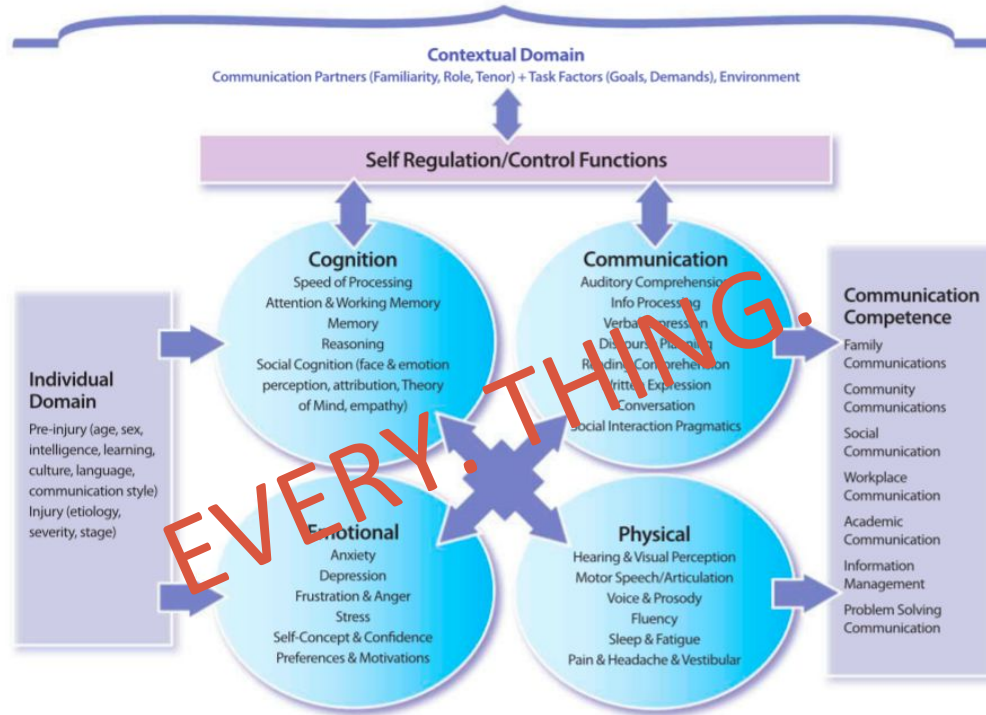 Contextual Domain
Communication Partners (Familiarity, Role, Tenor) + Task Factors (Goals, Demands), Environment
Self Regulation/Control Functions
Cognition
Speed of Processing
Attention & Working Memory
Memory
Reasoning
Social Cognition (face & emotion
perception, attribution, Theory
of Mind, empathy)
Communication
Auditory Comprehension
Info Processing
Verbal Expression
Discourse Planning
Reading Comprehension
Written Expression
Conversation
Social Interaction Pragmatics
Individual
Domain
Pre-injury (age, sex,
intelligence, learning,
culture, language,
communication style)
Injury (etiology,
severity, stage)
Emotional
Anxiety
Depression
Frustration & Anger
Stress
Self-Concept & Confidence
Preferences & Motivations
Physical
Hearing & Visual Perception
Motor Speech/Articulation
Voice & Prosody
Fluency
Sleep & Fatigue
Pain & Headache & Vestibular
Communication
Competence
Family
Communications
Community
Communications
Social
Communication
Workplace
Communication
Academic
Communication
Information
Management
Problem Solving
Communication
EVERY. THING.